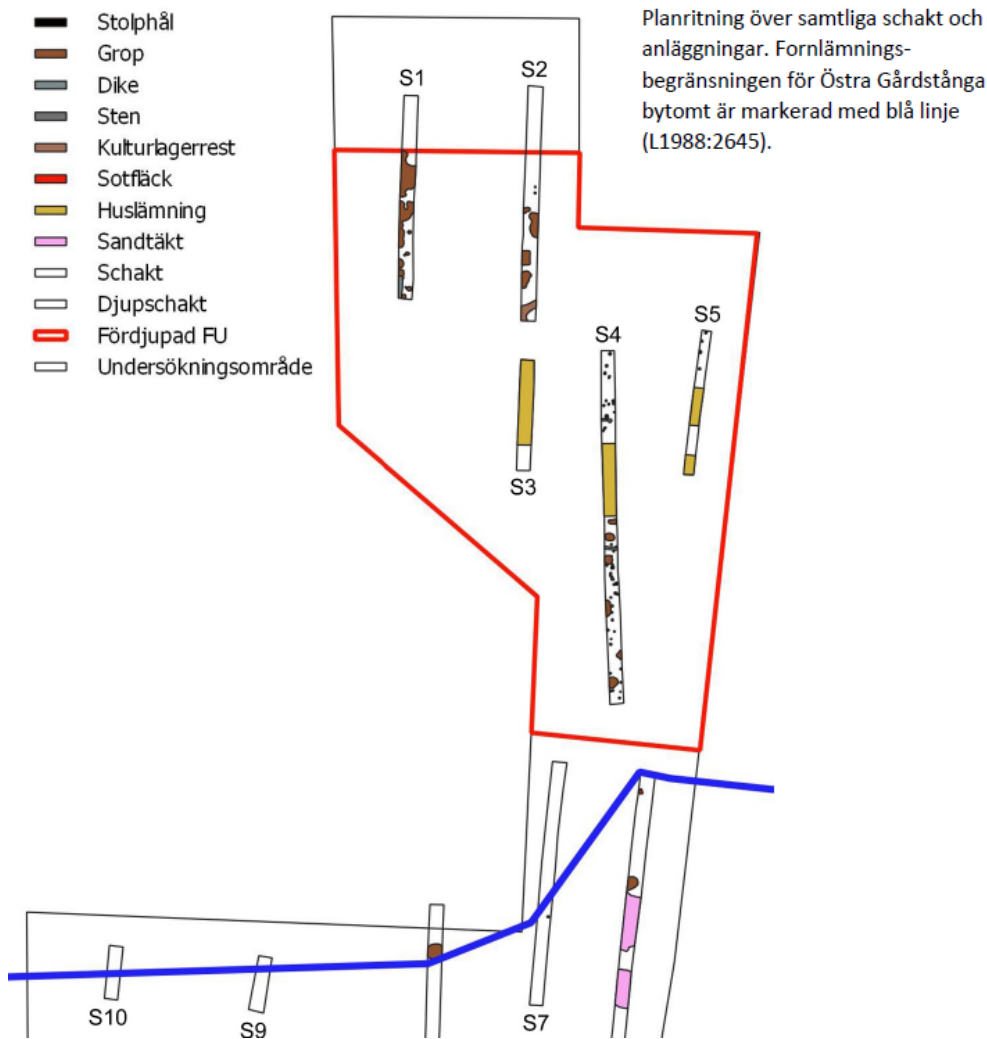 Stolphål
Grop
Dike
Sten
Kulturlagerrest
Sotfläck
Huslämning
Sandtäkt
Schakt
Djupschakt
Fördjupad FU
Undersökningsområde
Planritning över samtliga schakt och
anläggningar. Fornlämnings-
begränsningen för Östra Gårdstånga
bytomt är markerad med blå linje
(L1988:2645).
S1
S2
S5
S4
S3
S10
S9
S7